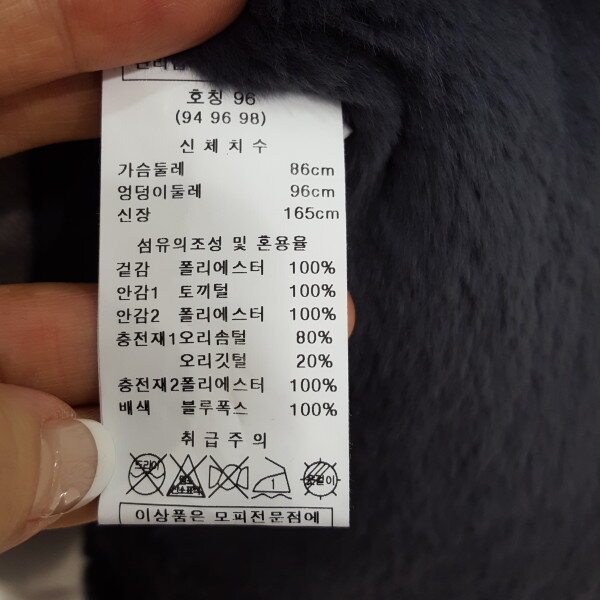 호칭 96
(94 96 98)
신체치수
가슴둘레 86cm
엉덩이둘레 96cm
신장 165cm
섬유의조성 및 혼용율
겉감 폴리에스터 100%
안감1 토끼털 100%
안감2 폴리에스터 100%
충전재1 오리솜털 80%
오리깃털 20%
충전재2 폴리에스터 100%
배색 블루폭스 100%
취급주의
드라이 1
이상품은 모피전문점에